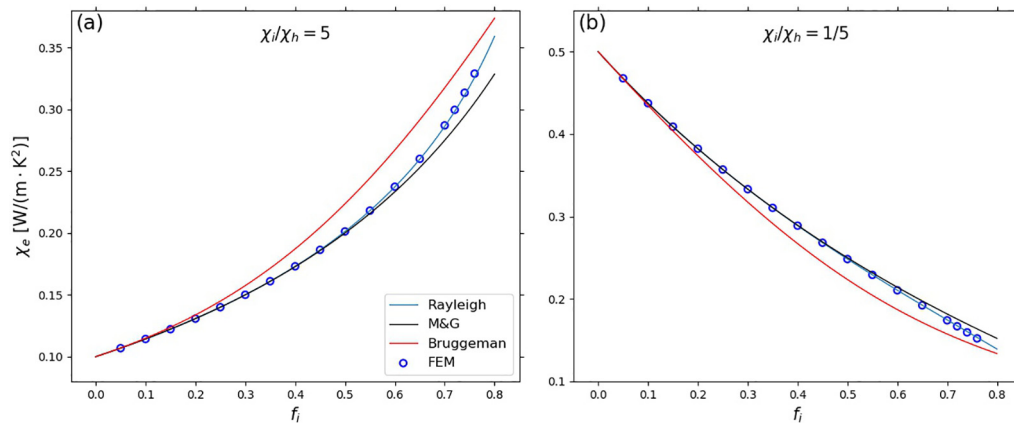 (a)
χi/χh = 5
0.35
0.30
0.25
0.20
0.15
0.10
χe [W/(m · K²)]
Rayleigh
M&G
Bruggeman
FEM
0.0 0.1 0.2 0.3 0.4 0.5 0.6 0.7 0.8
fi
(b)
χi/χh = 1/5
0.5
0.4
0.3
0.2
0.1
0.0 0.1 0.2 0.3 0.4 0.5 0.6 0.7 0.8
fi